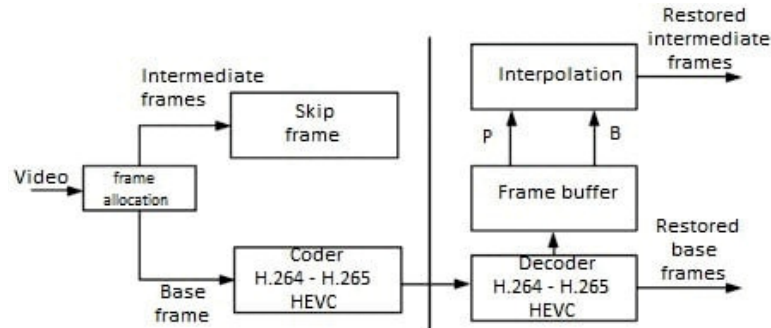 Restored
intermediate
frames
Intermediate
frames
Interpolation
Skip
frame
P
B
Video
frame
allocation
Frame buffer
Restored
base
frames
Coder
H.264 - H.265
HEVC
Decoder
H.264 - H.265
HEVC
Base
frame